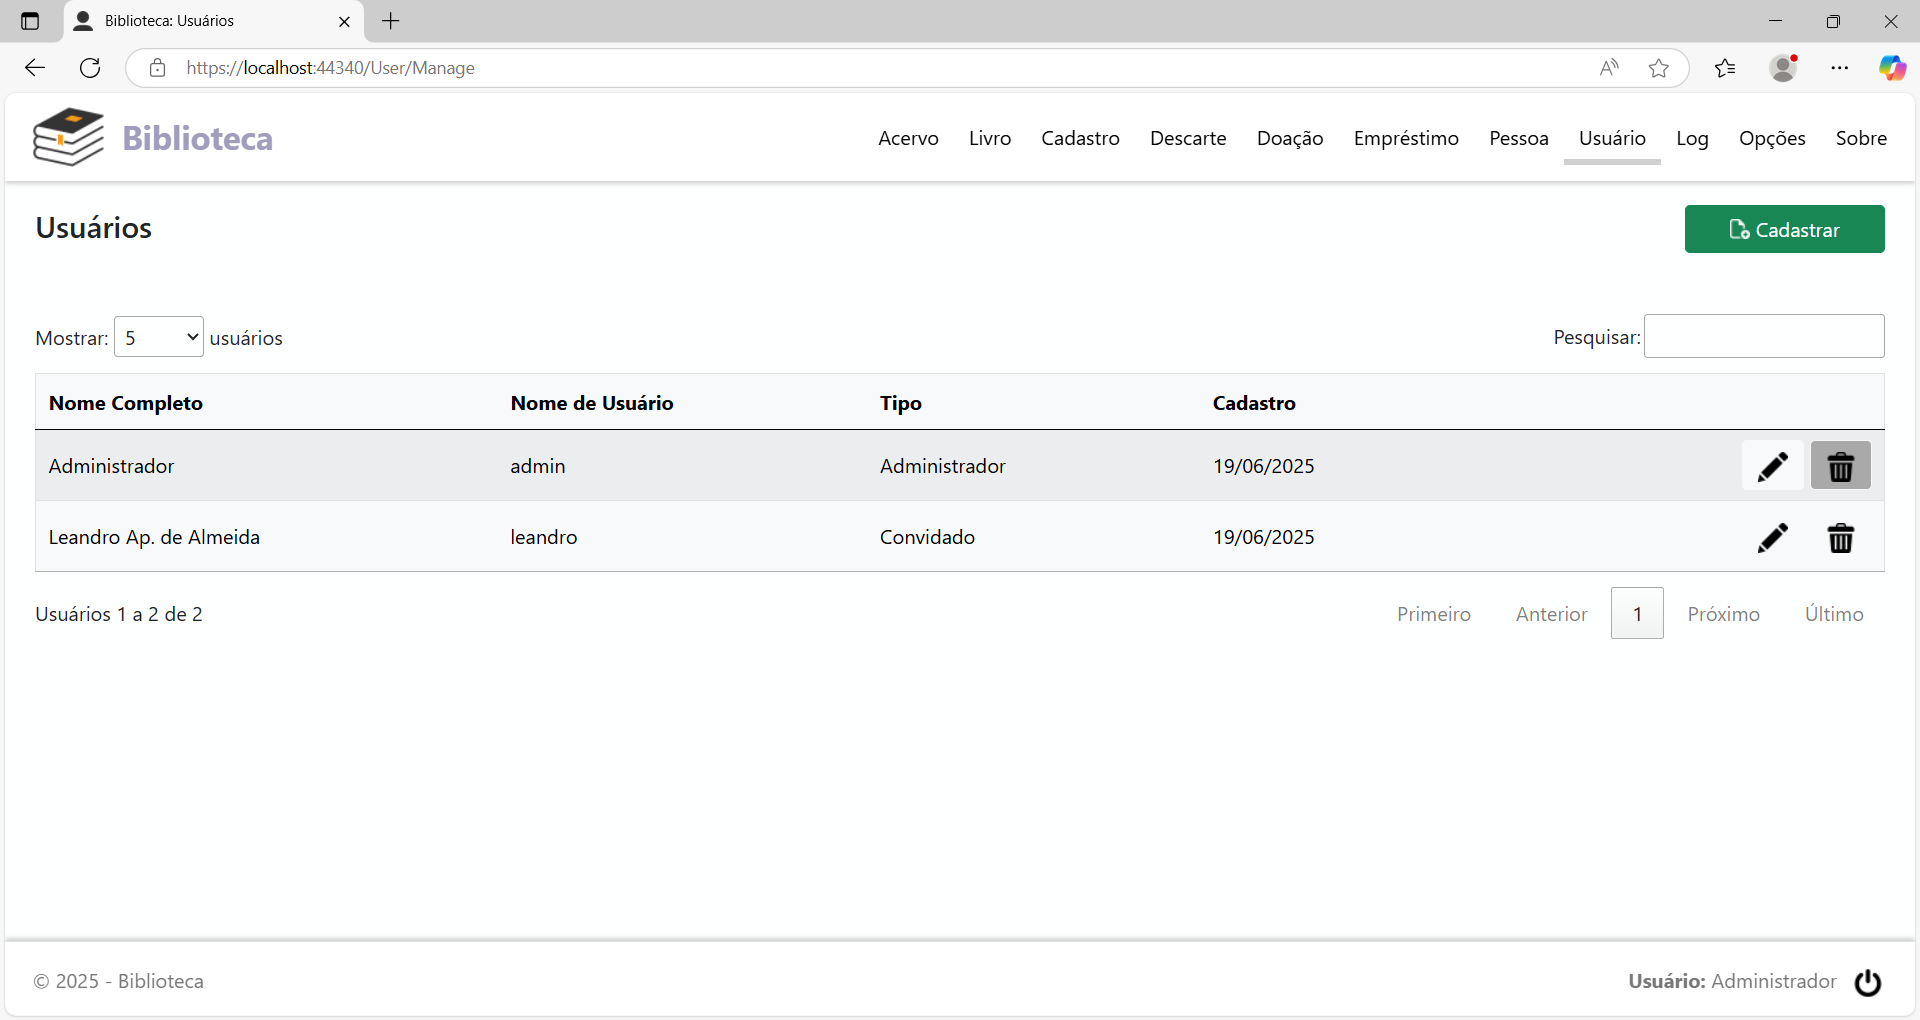 Biblioteca: Usuários
https://localhost:44340/User/Manage
Biblioteca
Acervo Livro Cadastro Descarte Doação Empréstimo Pessoa Usuário Log Opções Sobre
Usuários
Cadastrar
Mostrar: 5 usuários
Pesquisar:
Nome Completo Nome de Usuário Tipo Cadastro
Administrador admin Administrador 19/06/2025
Leandro Ap. de Almeida leandro Convidado 19/06/2025
Usuários 1 a 2 de 2
Primeiro Anterior 1 Próximo Último
© 2025 - Biblioteca
Usuário: Administrador